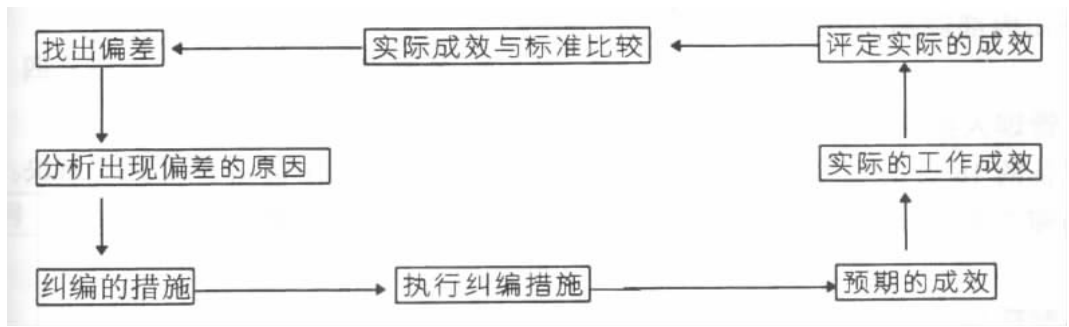 找出偏差
实际成效与标准比较
评定实际的成效
分析出现偏差的原因
实际的工作成效
纠编的措施
执行纠编措施
预期的成效